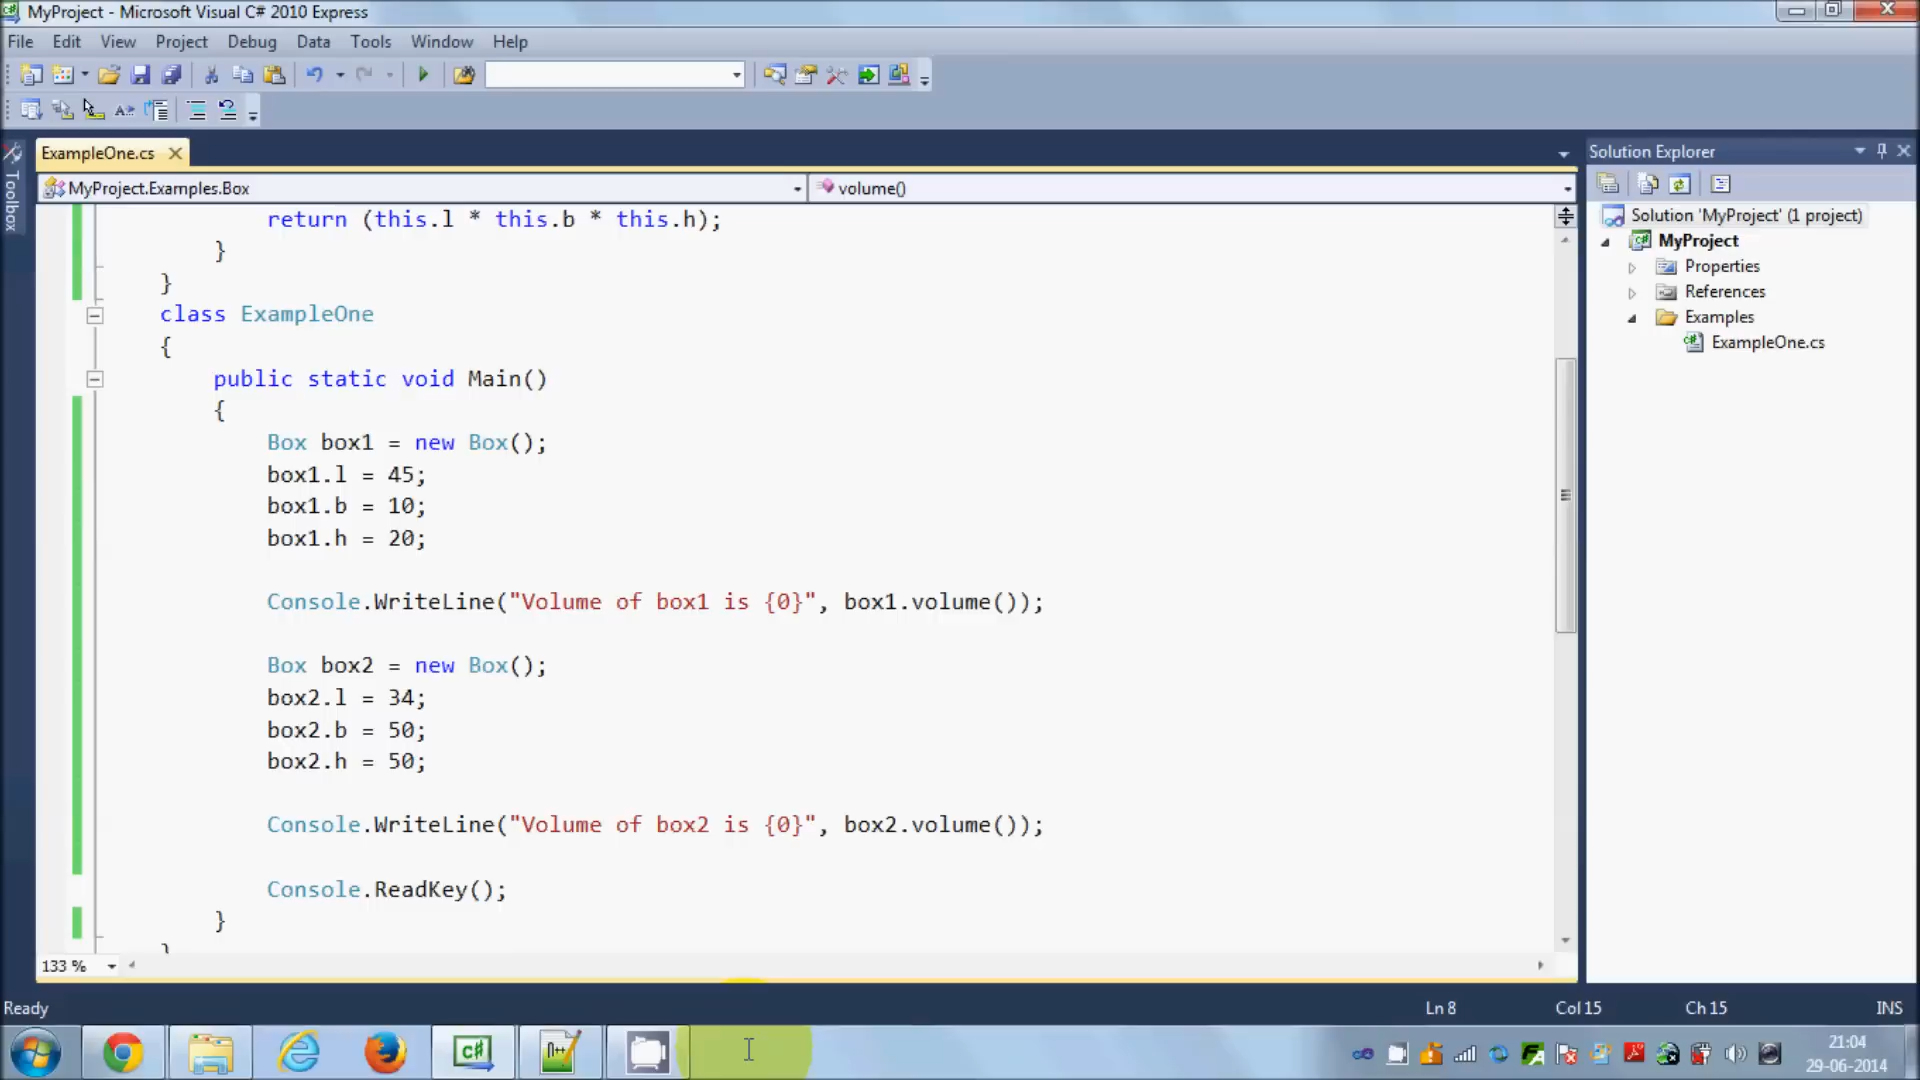 MyProject - Microsoft Visual C# 2010 Express
File Edit View Project Debug Data Tools Window Help
ExampleOne.cs
Solution Explorer
Toolbox
MyProject.Examples.Box
volume()
return (this.l * this.b * this.h);
}
}
class ExampleOne
{
public static void Main()
{
Box box1 = new Box();
box1.l = 45;
box1.b = 10;
box1.h = 20;
Console.WriteLine("Volume of box1 is {0}", box1.volume());
Box box2 = new Box();
box2.l = 34;
box2.b = 50;
box2.h = 50;
Console.WriteLine("Volume of box2 is {0}", box2.volume());
Console.ReadKey();
}
}
Solution 'MyProject' (1 project)
MyProject
Properties
References
Examples
ExampleOne.cs
133 %
Ready
Ln 8 Col 15 Ch 15 INS
21:04
29-06-2014